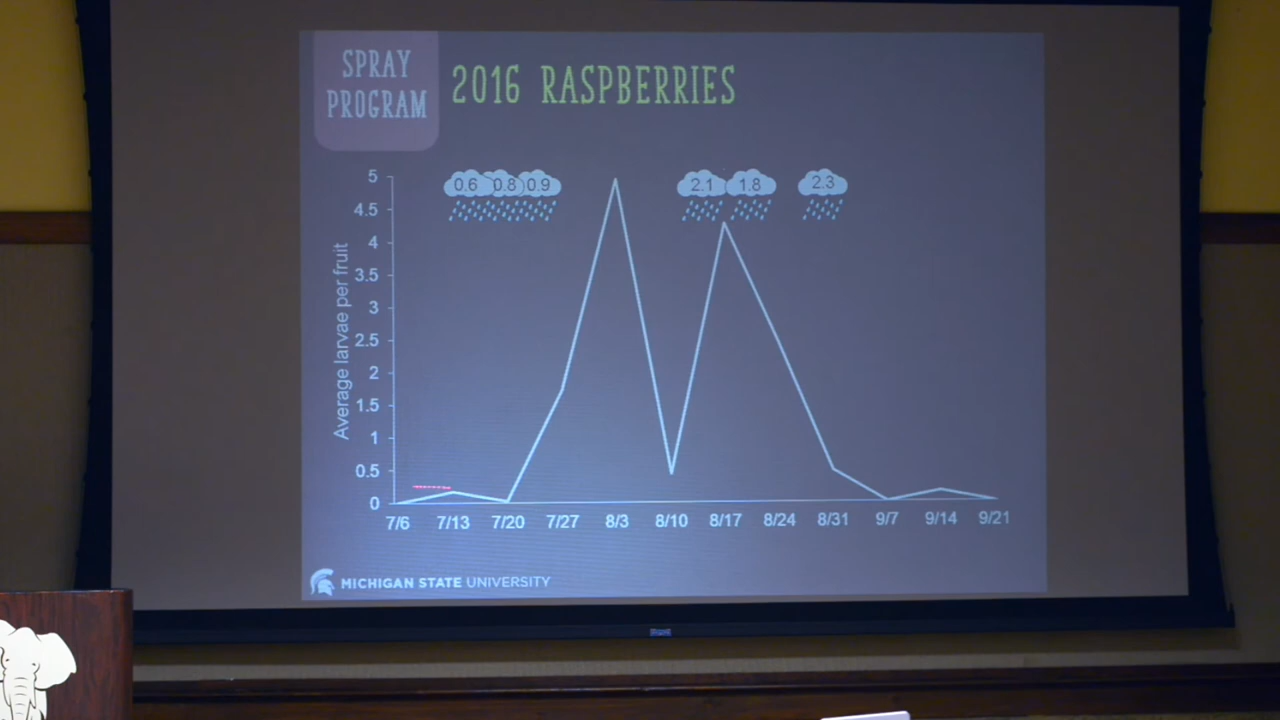 SPRAY
PROGRAM
2016 RASPBERRIES
0.6 0.8 0.9 2.1 1.8 2.3
Average larvae per fruit
5
4.5
4
3.5
3
2.5
2
1.5
1
0.5
0
7/6 7/13 7/20 7/27 8/3 8/10 8/17 8/24 8/31 9/7 9/14 9/21
MICHIGAN STATE UNIVERSITY